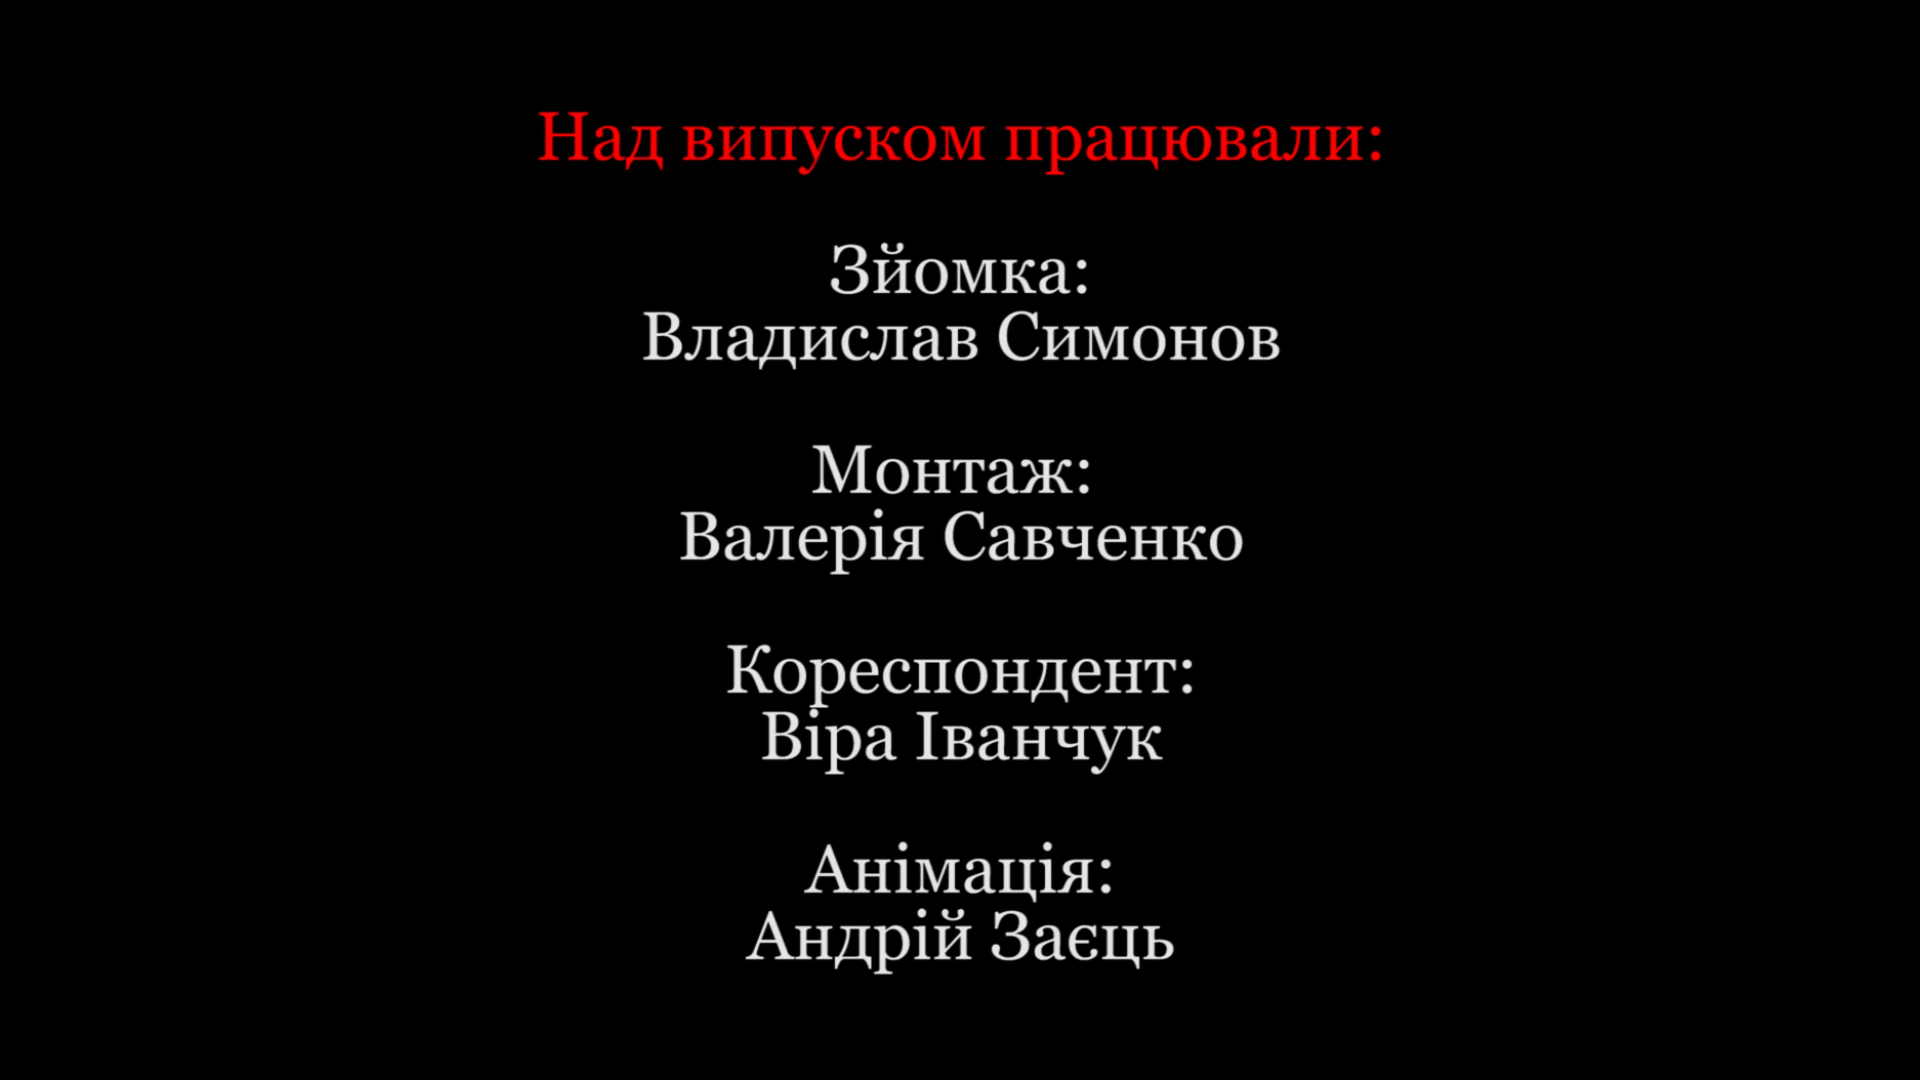 Над випуском працювали:
Зйомка:
Владислав Симонов
Монтаж:
Валерія Савченко
Кореспондент:
Віра Іванчук
Анімація:
Андрій Заєць